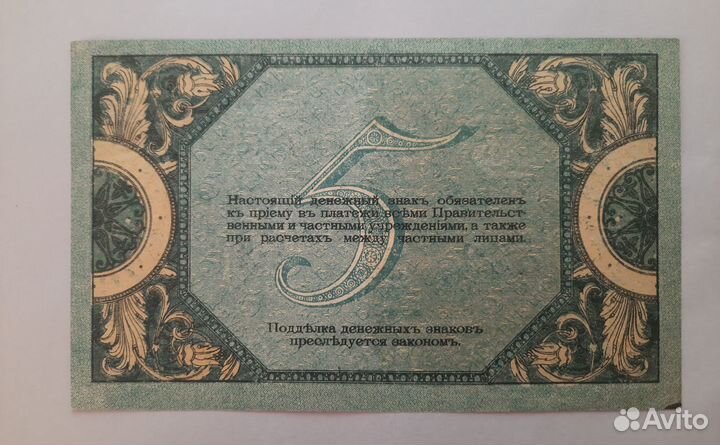 5
Настоящій денежный знакъ обязателенъ
къ пріему въ платежи всѣми Правительст-
венными и частными учрежденіями, а также
при расчетахъ между частными лицами.
Поддѣлка денежныхъ знаковъ
преслѣдуется закономъ.
Avito